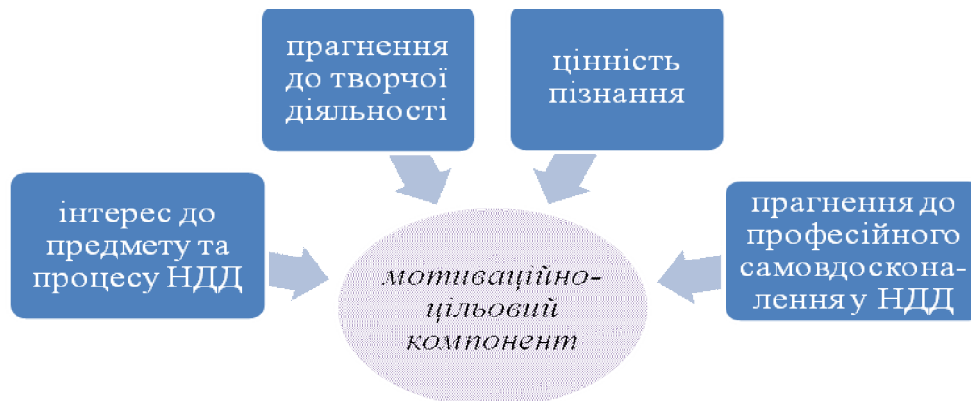 прагнення
до творчої
діяльності
цінність
пізнання
інтерес до
предмету та
процесу НДД
прагнення до
професійного
самовдоскона-
лення у НДД
мотиваційно-
цільовий
компонент